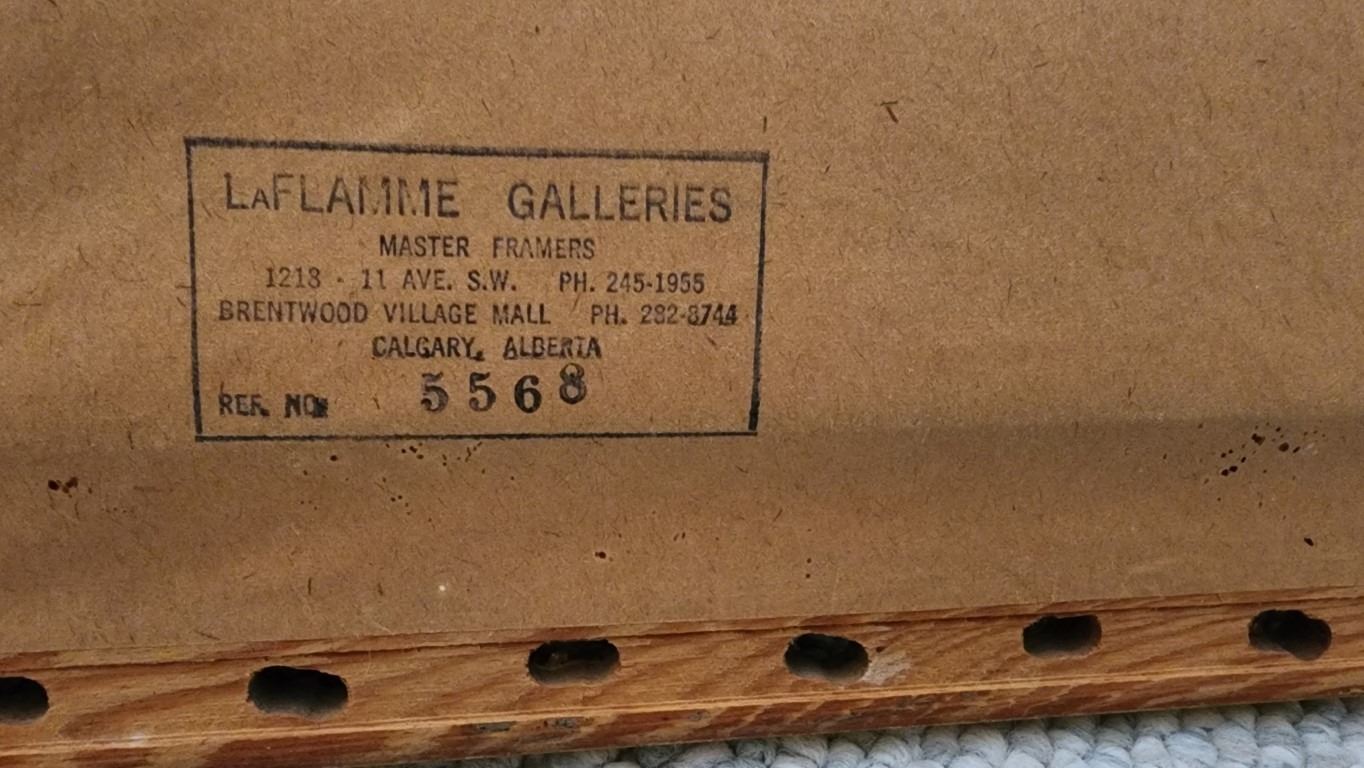 LAFLAMME GALLERIES
MASTER FRAMERS
1213 - 11 AVE. S.W. PH. 245-1955
BRENTWOOD VILLAGE MALL PH. 282-8744
CALGARY, ALBERTA
REF. NO. 5568